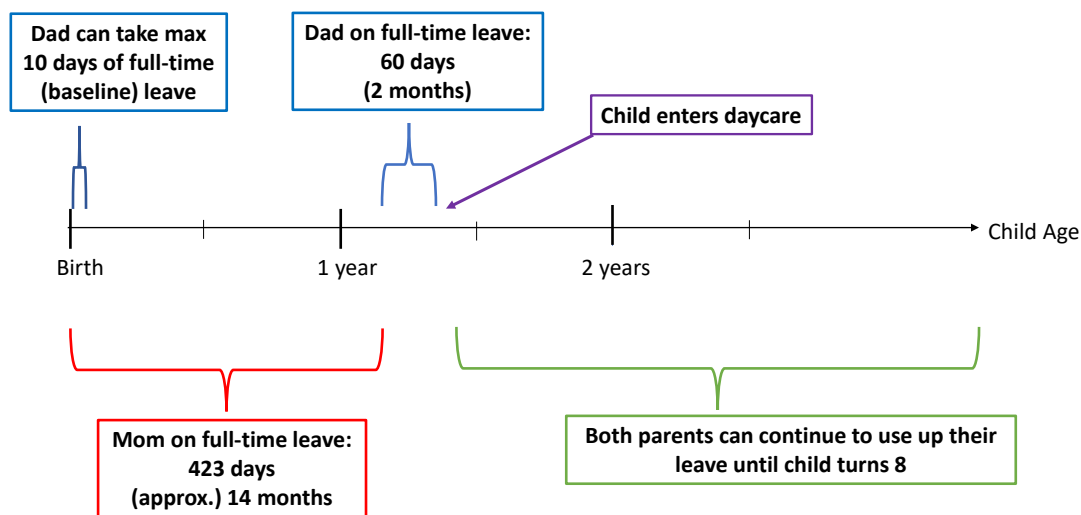 Dad can take max
10 days of full-time
(baseline) leave
Dad on full-time leave:
60 days
(2 months)
Child enters daycare
Child Age
Birth
1 year
2 years
Mom on full-time leave:
423 days
(approx.) 14 months
Both parents can continue to use up their
leave until child turns 8